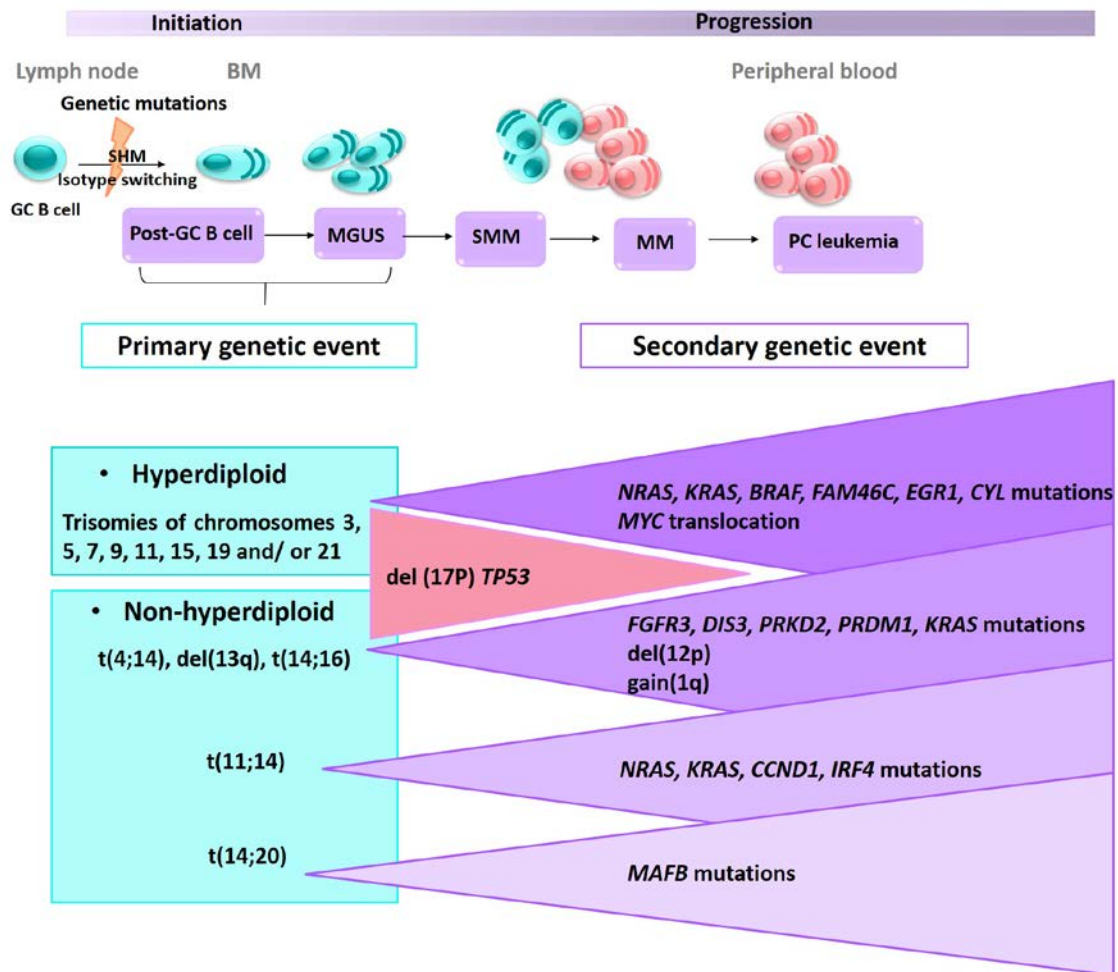 Initiation
Progression
Lymph node
BM
Peripheral blood
Genetic mutations
SHM
Isotype switching
GC B cell
Post-GC B cell
MGUS
SMM
MM
PC leukemia
Primary genetic event
Secondary genetic event
• Hyperdiploid
Trisomies of chromosomes 3,
5, 7, 9, 11, 15, 19 and/ or 21
NRAS, KRAS, BRAF, FAM46C, EGR1, CYL mutations
MYC translocation
del (17P) TP53
• Non-hyperdiploid
t(4;14), del(13q), t(14;16)
FGFR3, DIS3, PRKD2, PRDM1, KRAS mutations
del(12p)
gain(1q)
t(11;14)
NRAS, KRAS, CCND1, IRF4 mutations
t(14;20)
MAFB mutations